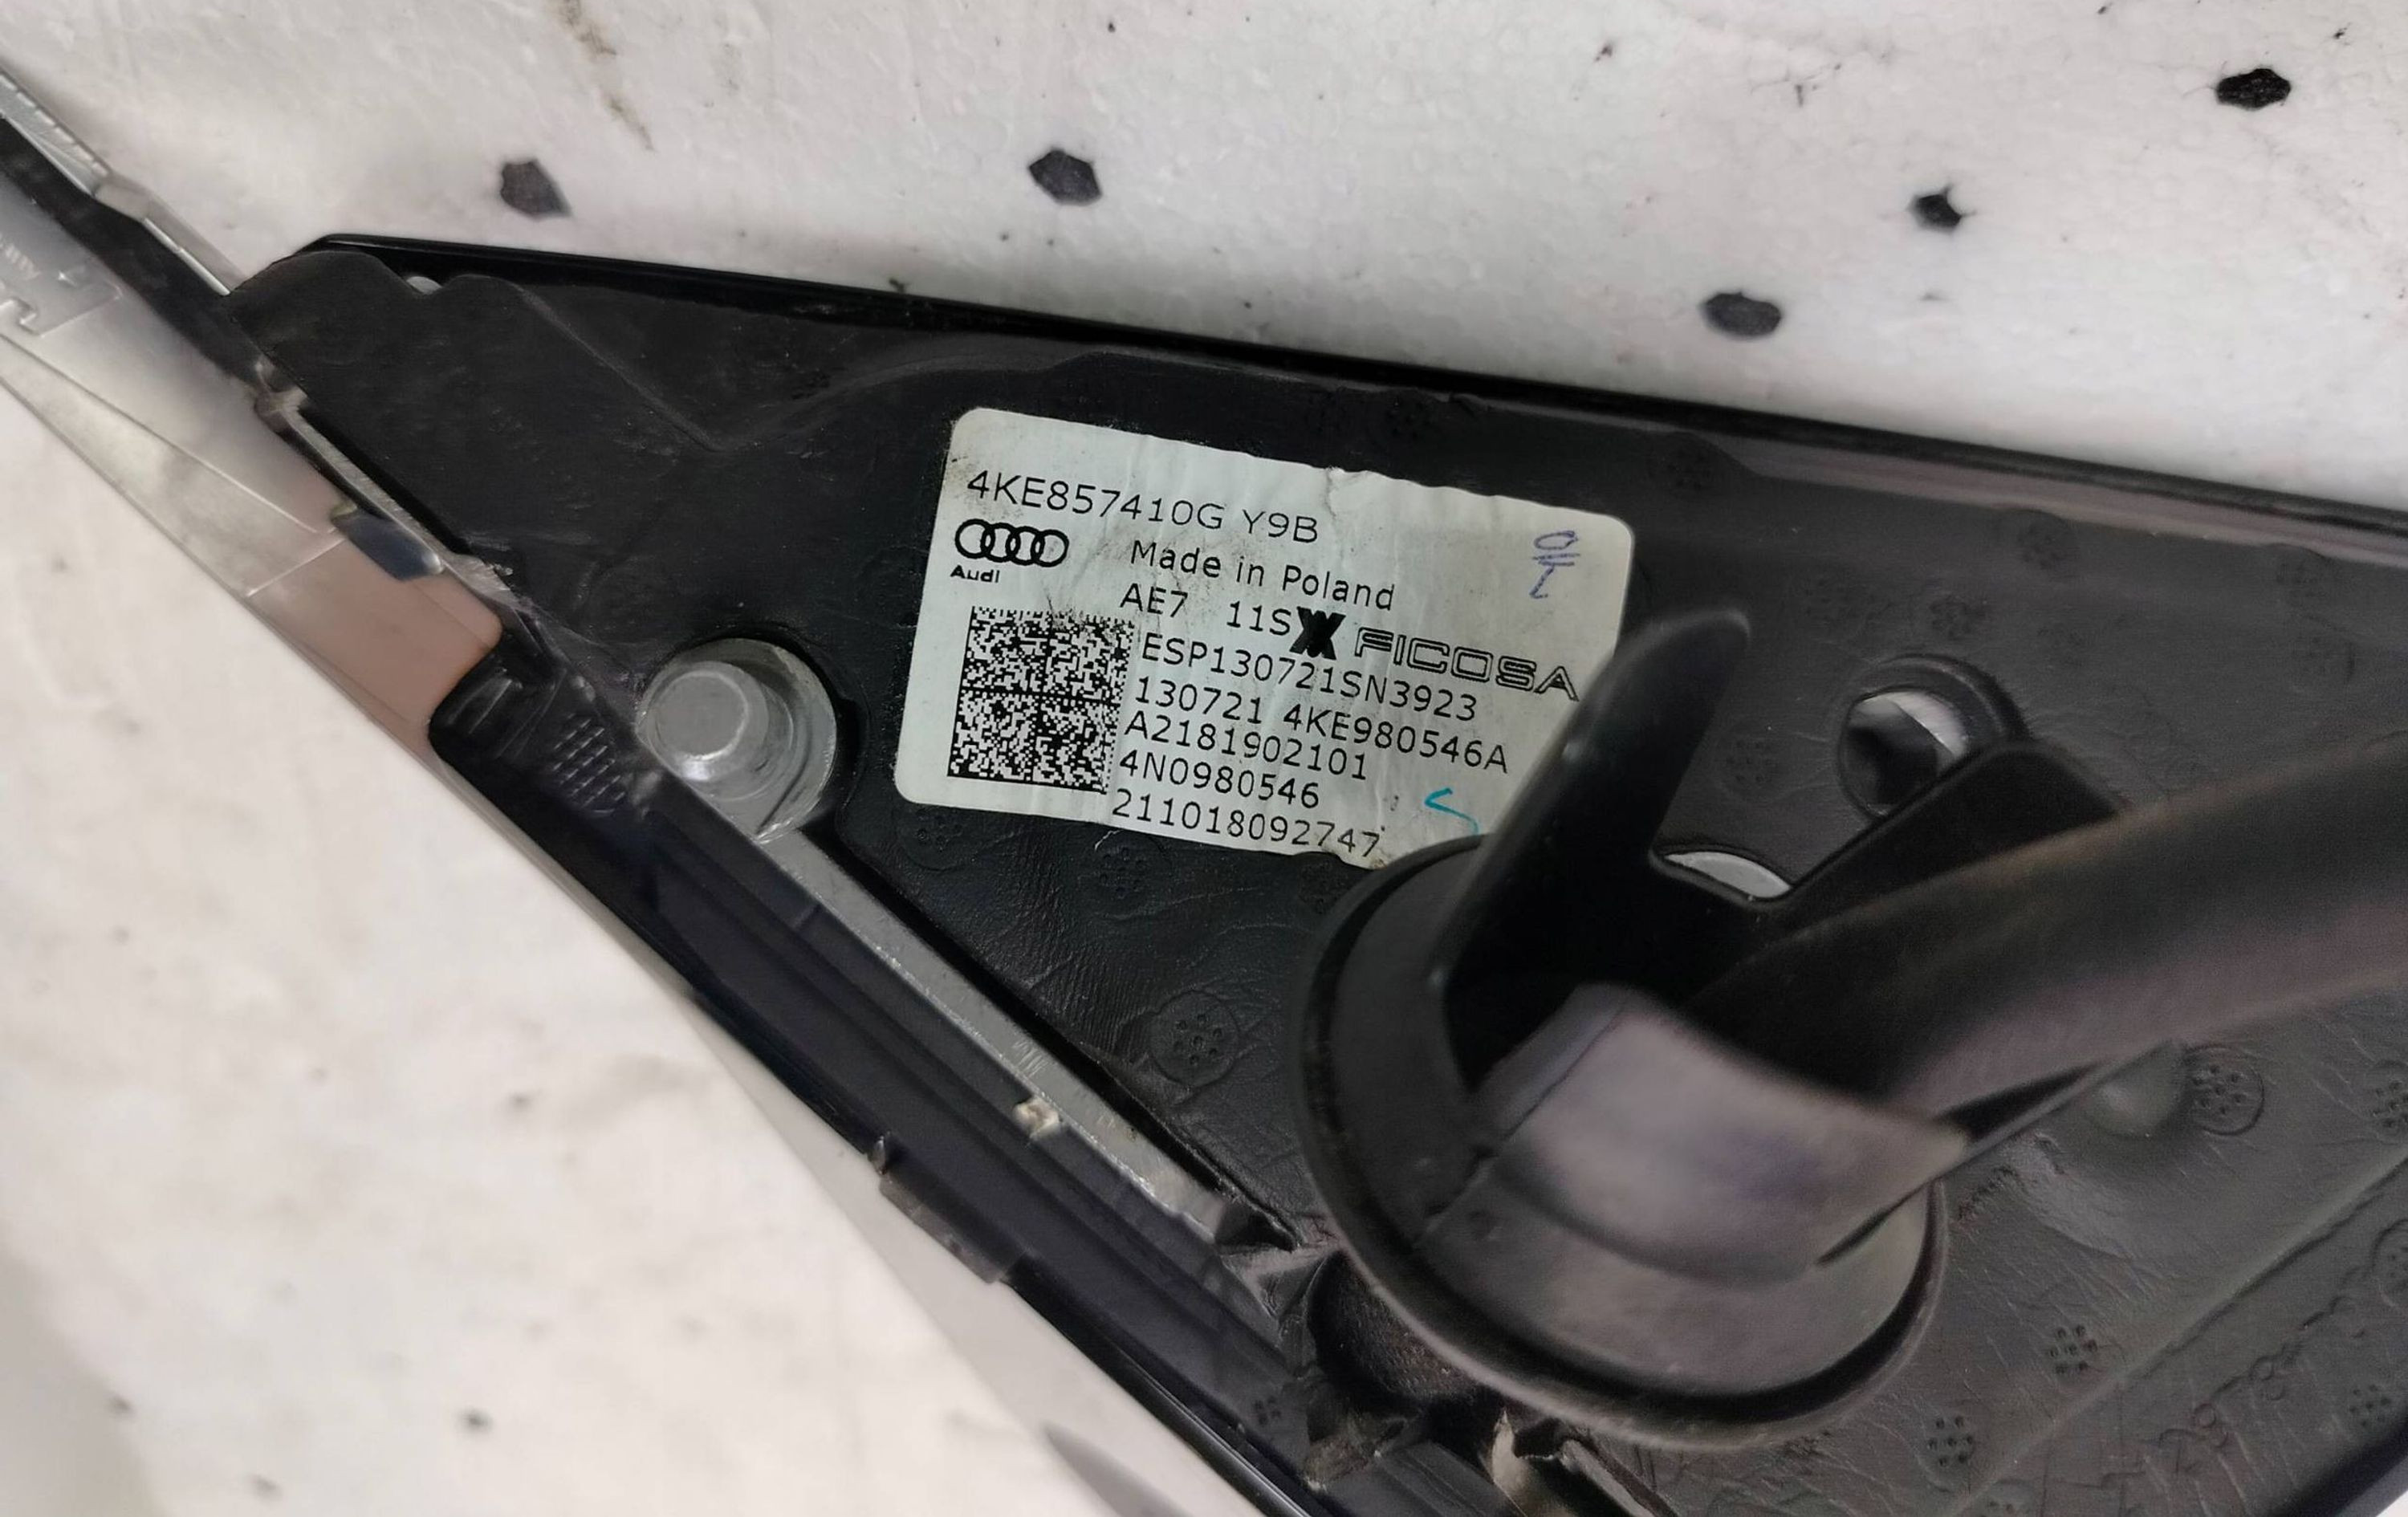 4KE857410G Y9B
Audi
Made in Poland
AE7 11S FICOSA
ESP130721SN3923
130721 4KE980546A
A2181902101
4N0980546
211018092747